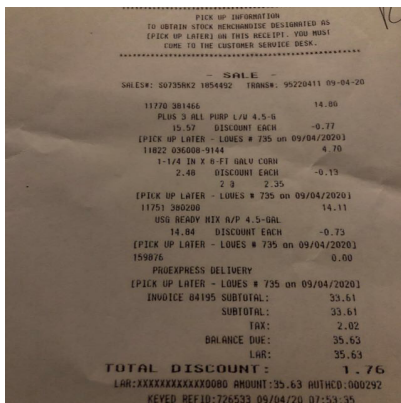 PICK UP INFORMATION
TO OBTAIN STOCK MERCHANDISE DESIGNATED AS
[PICK UP LATER] ON THIS RECEIPT, YOU MUST
COME TO THE CUSTOMER SERVICE DESK.
- SALE -
SALES#: S0735RK2 1854492 TRANS#: 95220411 09-04-20
11770 381466 14.80
PLUS 3 ALL PURP L/W 4.5-G
15.57 DISCOUNT EACH -0.77
[PICK UP LATER - LOWES # 735 on 09/04/2020]
11822 036008-9144 4.70
1-1/4 IN X 8-FT GALV CORN
2.48 DISCOUNT EACH -0.13
2 @ 2.35
[PICK UP LATER - LOWES # 735 on 09/04/2020]
11751 380200 14.11
USG READY MIX A/P 4.5-GAL
14.84 DISCOUNT EACH -0.73
[PICK UP LATER - LOWES # 735 on 09/04/2020]
159876 0.00
PROEXPRESS DELIVERY
[PICK UP LATER - LOWES # 735 on 09/04/2020]
INVOICE 84195 SUBTOTAL: 33.61
SUBTOTAL: 33.61
TAX: 2.02
BALANCE DUE: 35.63
LAR: 35.63
TOTAL DISCOUNT: 1.76
LAR:XXXXXXXXXXXX0080 AMOUNT:35.63 AUTHCD:000292
KEYED REFID:726533 09/04/20 07:53:35